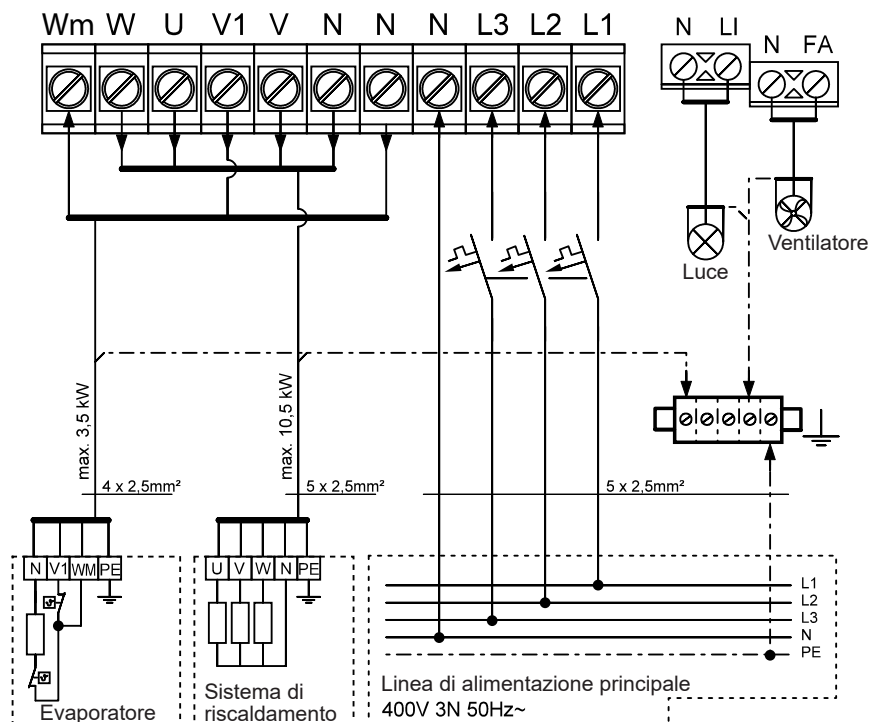 Wm W U V1 V N N N L3 L2 L1
N LI
N FA
Luce
Ventilatore
max. 3,5 kW
max. 10,5 kW
4 x 2,5mm²
5 x 2,5mm²
5 x 2,5mm²
N V1 WM PE
U V W N PE
L1
L2
L3
N
PE
Evaporatore
Sistema di
riscaldamento
Linea di alimentazione principale
400V 3N 50Hz~